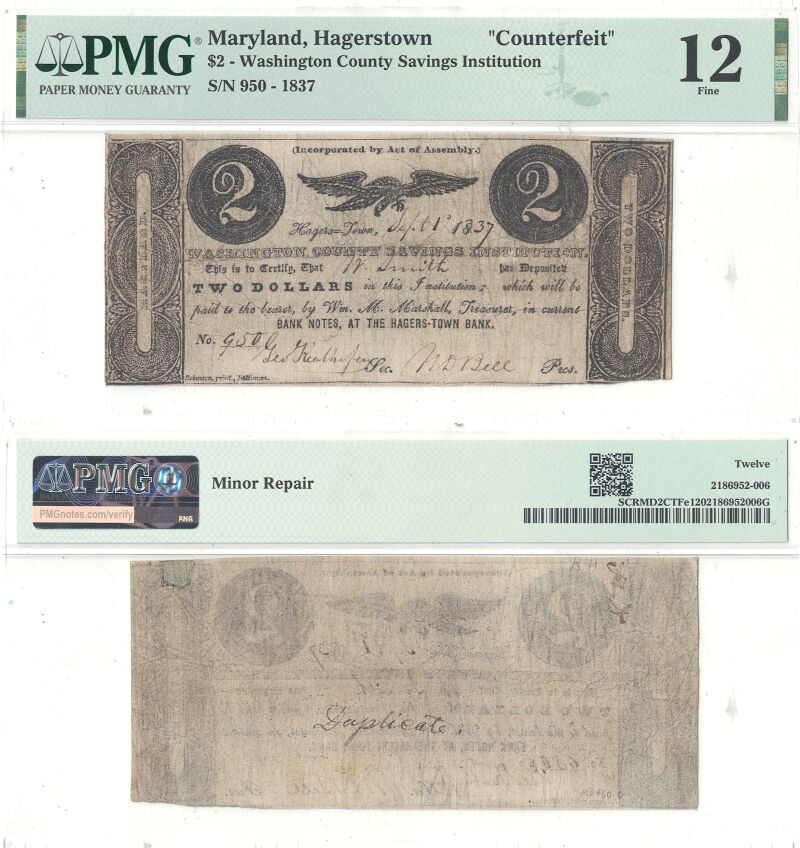 PMG
PAPER MONEY GUARANTY
Maryland, Hagerstown "Counterfeit"
$2 - Washington County Savings Institution
S/N 950 - 1837
12
Fine
(Incorporated by Act of Assembly.)
2 2
Hagers=Town, Sept 1 1837
WASHINGTON COUNTY SAVINGS INSTITUTION.
This is to Certify, That W. Smith has Deposited
TWO DOLLARS in this Institution; which will be
paid to the bearer, by Wm. M. Marshall, Treasurer, in current
BANK NOTES, AT THE HAGERS-TOWN BANK.
No. 950
Sec. Bell Pres.
print., Baltimore.
MARYLAND.
TWO DOLLARS.
PMG
PMGnotes.com/verify
Minor Repair
Twelve
2186952-006
SCRMD2CTFe1202186952006G
Duplicate